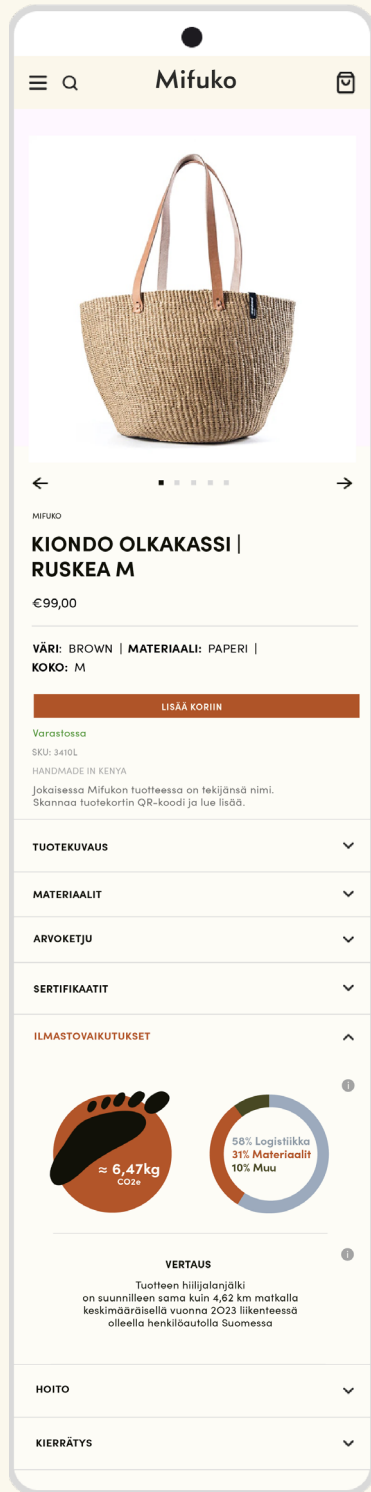 Mifuko
MIFUKO
KIONDO OLKAKASSI |
RUSKEA M
€99,00
VÄRI: BROWN | MATERIAALI: PAPERI |
KOKO: M
LISÄÄ KORIIN
Varastossa
SKU: 3410L
HANDMADE IN KENYA
Jokaisessa Mifukon tuotteessa on tekijänsä nimi.
Skannaa tuotekortin QR-koodi ja lue lisää.
TUOTEKUVAUS
MATERIAALIT
ARVOKETJU
SERTIFIKAATIT
ILMASTOVAIKUTUKSET
≈ 6,47kg
CO2e
58% Logistiikka
31% Materiaalit
10% Muu
VERTAUS
Tuotteen hiilijalanjälki
on suunnilleen sama kuin 4,62 km matkalla
keskimääräisellä vuonna 2023 liikenteessä
olleella henkilöautolla Suomessa
HOITO
KIERRÄTYS